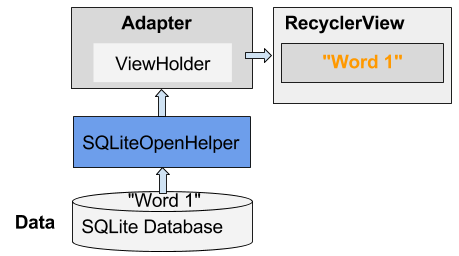 Adapter
ViewHolder
RecyclerView
"Word 1"
SQLiteOpenHelper
"Word 1"
Data
SQLite Database